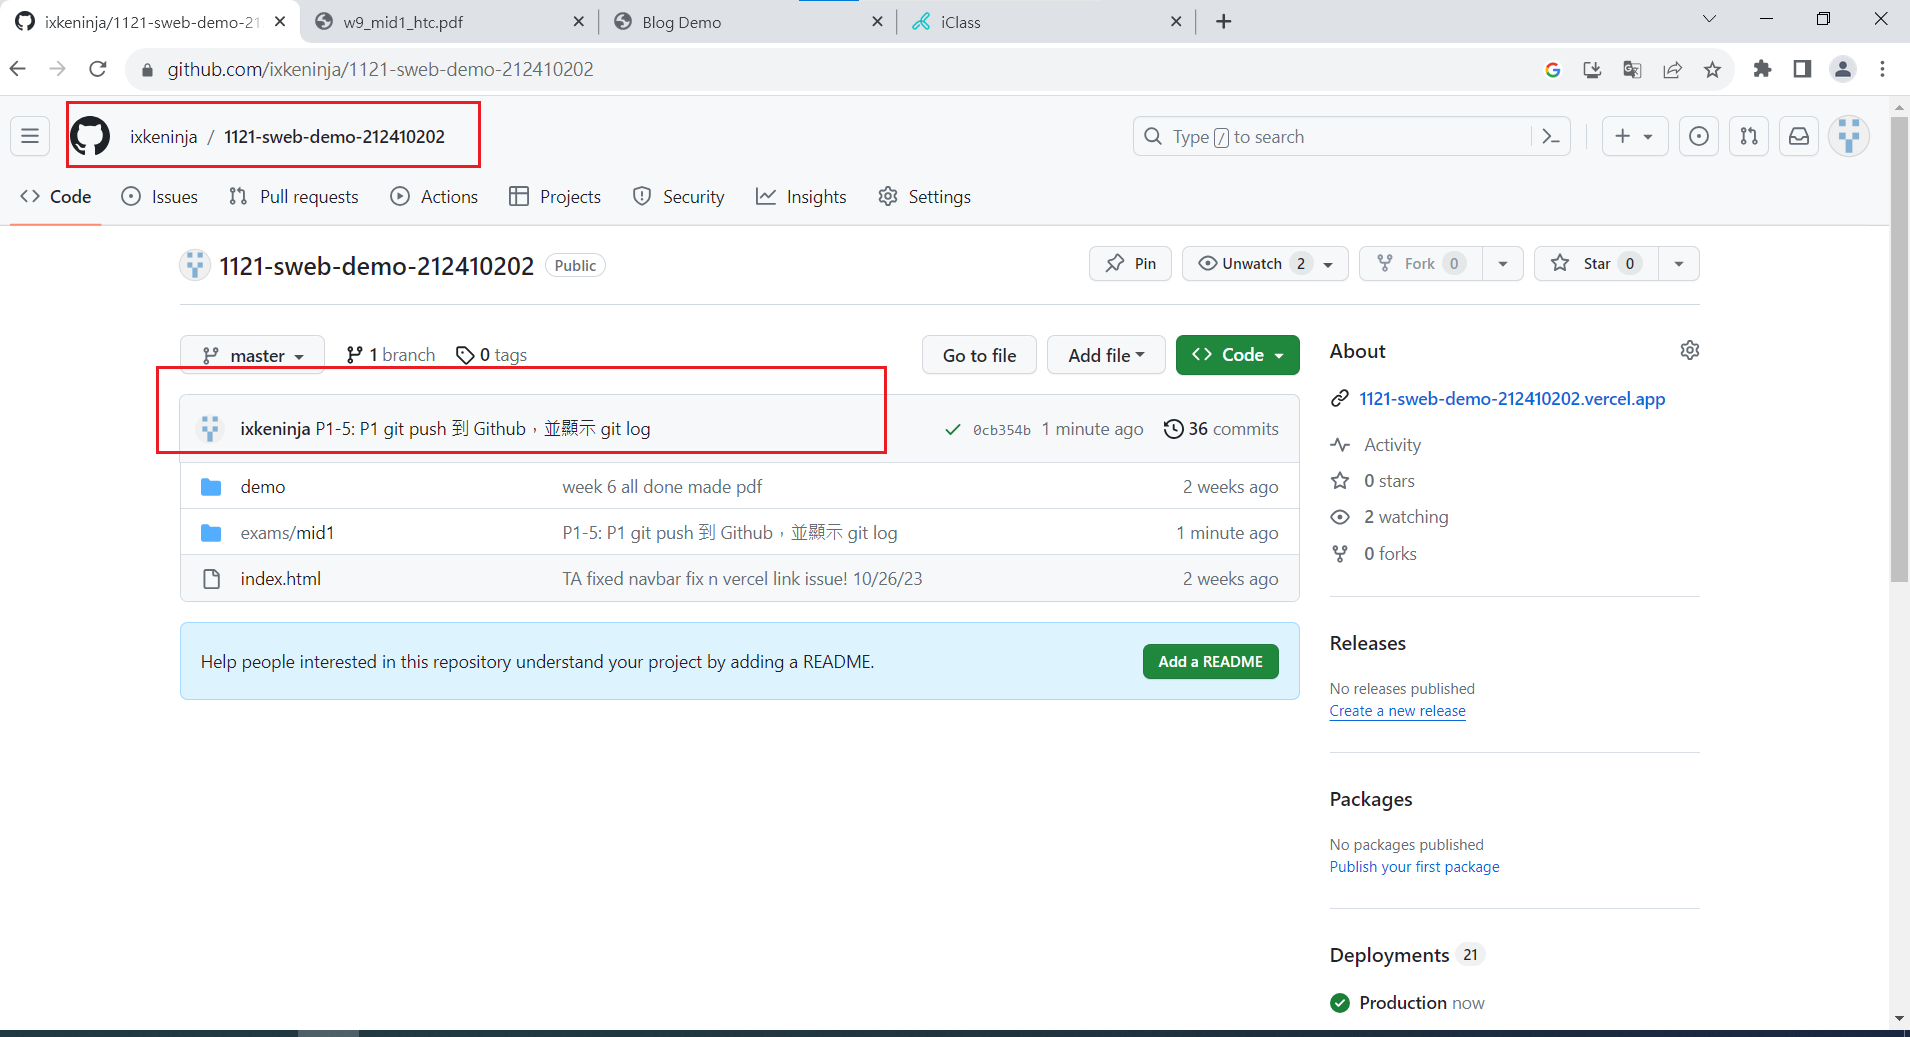 ixkeninja/1121-sweb-demo-21
w9_mid1_htc.pdf
Blog Demo
iClass
github.com/ixkeninja/1121-sweb-demo-212410202
ixkeninja / 1121-sweb-demo-212410202
Type / to search
Code
Issues
Pull requests
Actions
Projects
Security
Insights
Settings
1121-sweb-demo-212410202 Public
Pin
Unwatch 2
Fork 0
Star 0
master
1 branch
0 tags
Go to file
Add file
Code
ixkeninja P1-5: P1 git push 到 Github，並顯示 git log
0cb354b 1 minute ago
36 commits
demo
week 6 all done made pdf
2 weeks ago
exams/mid1
P1-5: P1 git push 到 Github，並顯示 git log
1 minute ago
index.html
TA fixed navbar fix n vercel link issue! 10/26/23
2 weeks ago
Help people interested in this repository understand your project by adding a README.
Add a README
About
1121-sweb-demo-212410202.vercel.app
Activity
0 stars
2 watching
0 forks
Releases
No releases published
Create a new release
Packages
No packages published
Publish your first package
Deployments 21
Production now